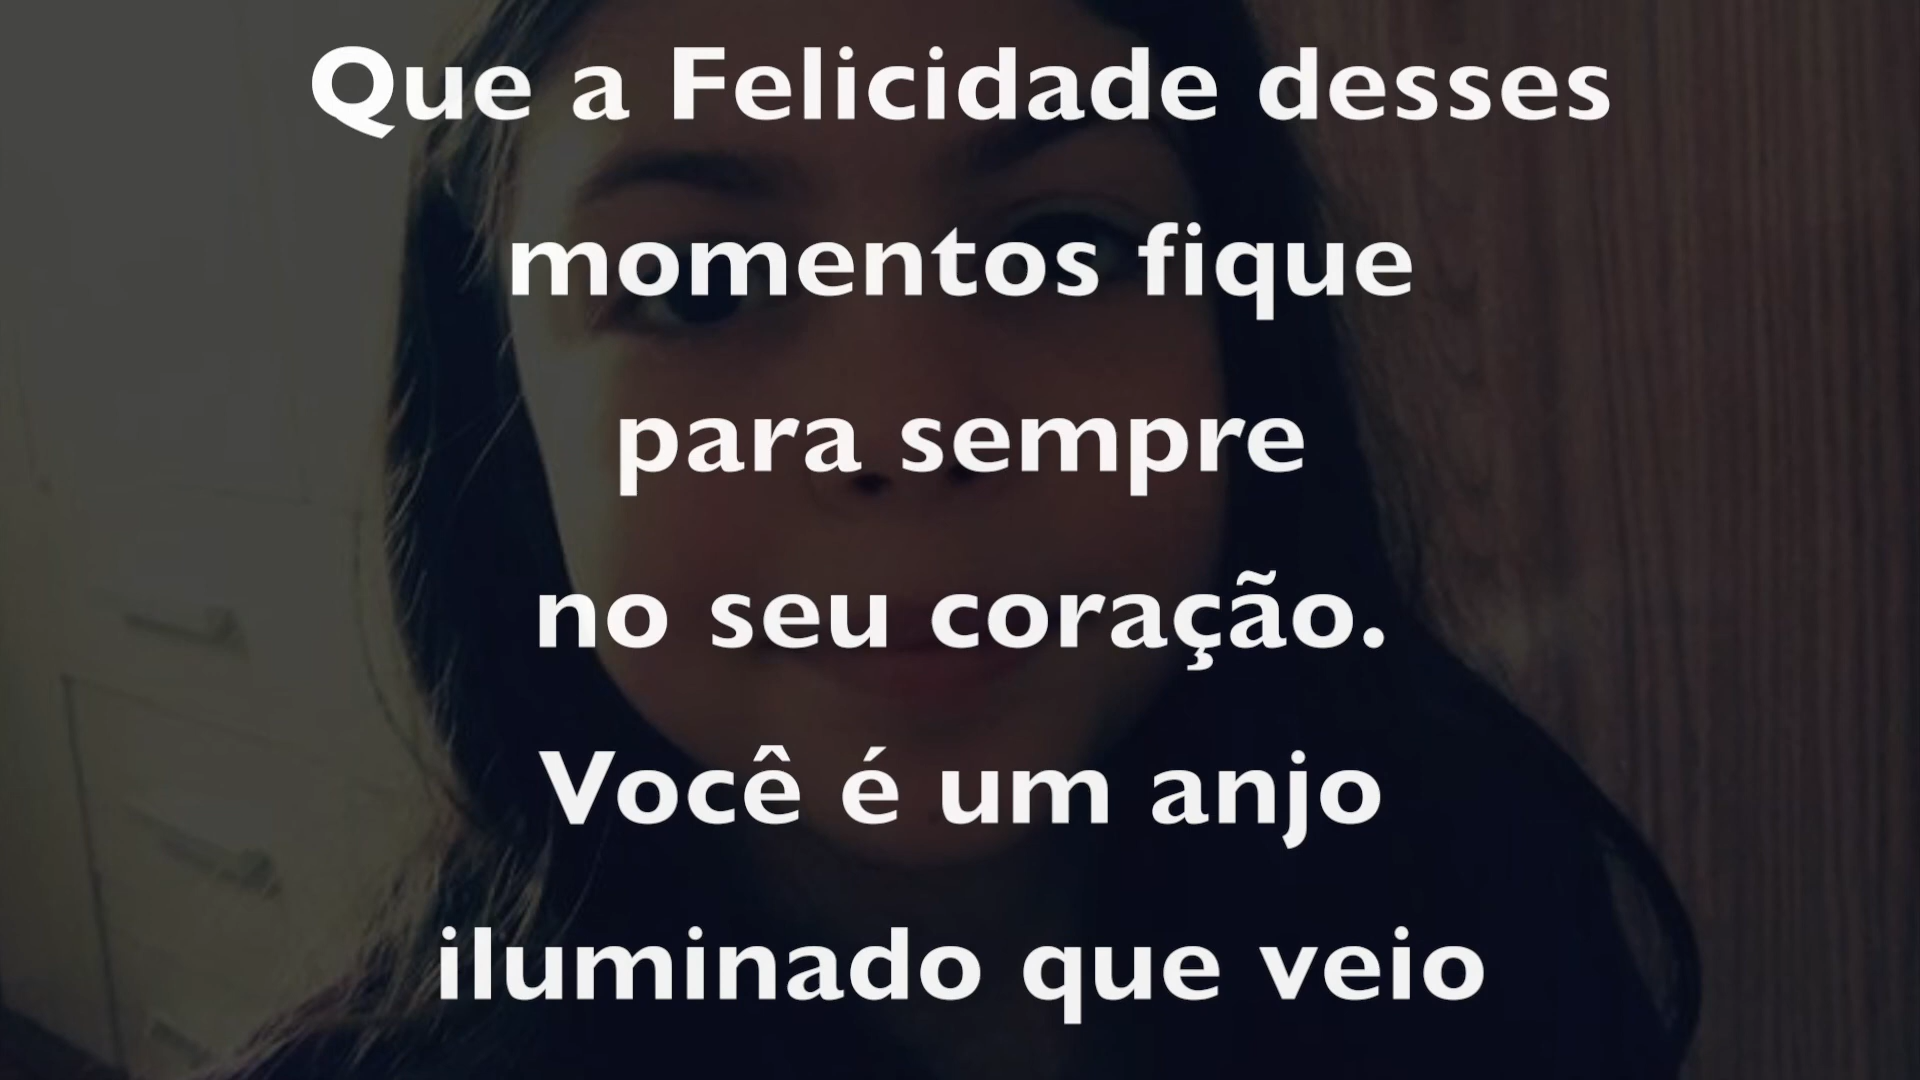 Que a Felicidade desses
momentos fique
para sempre
no seu coração.
Você é um anjo
iluminado que veio